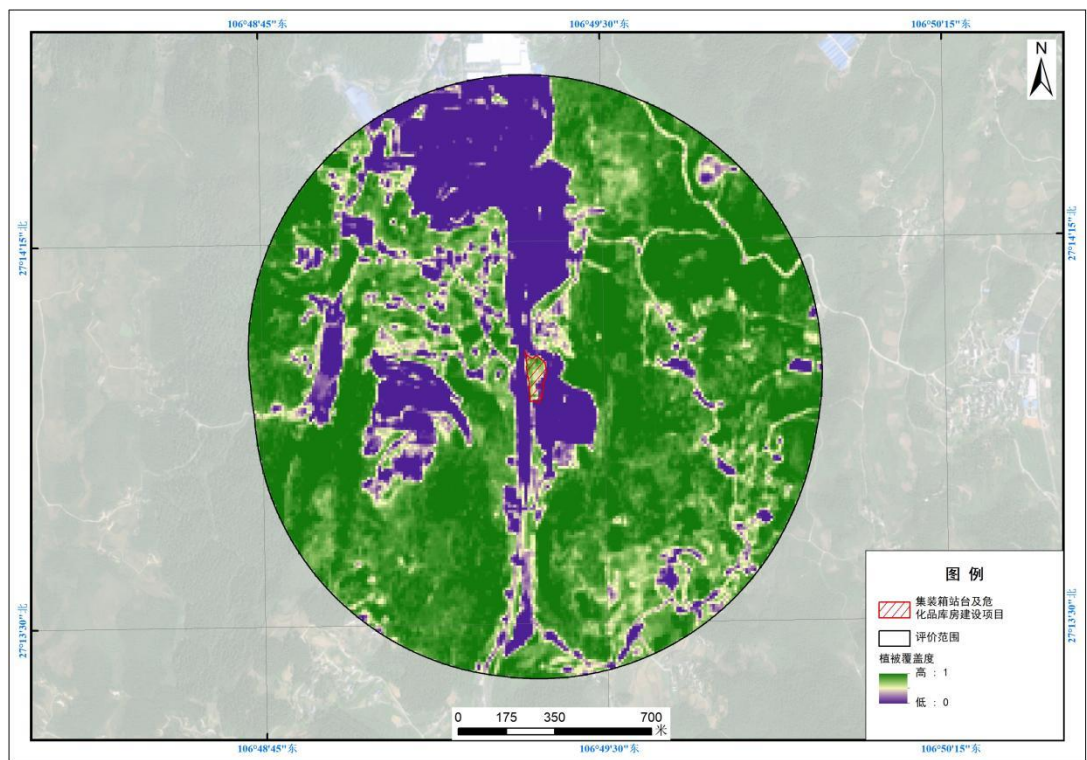 106°48'45"东
106°49'30"东
106°50'15"东
N
27°14'15"北
27°14'15"北
27°13'30"北
27°13'30"北
图 例
集装箱站台及危
化品库房建设项目
评价范围
植被覆盖度
高 : 1
低 : 0
0 175 350 700
米
106°48'45"东
106°49'30"东
106°50'15"东